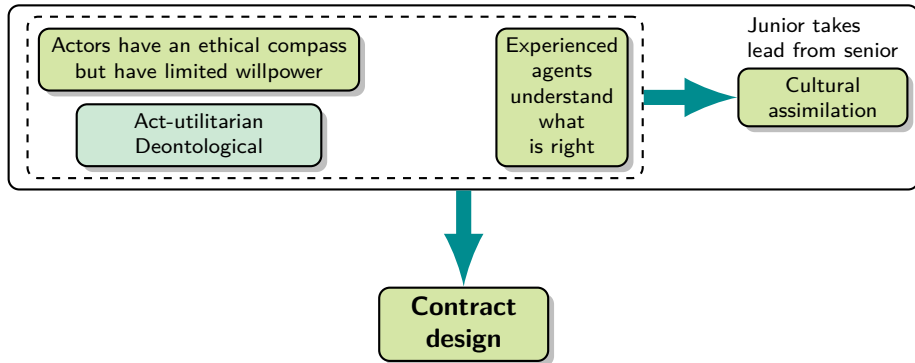 Actors have an ethical compass
but have limited willpower
Act-utilitarian
Deontological
Experienced
agents
understand
what
is right
Junior takes
lead from senior
Cultural
assimilation
Contract
design